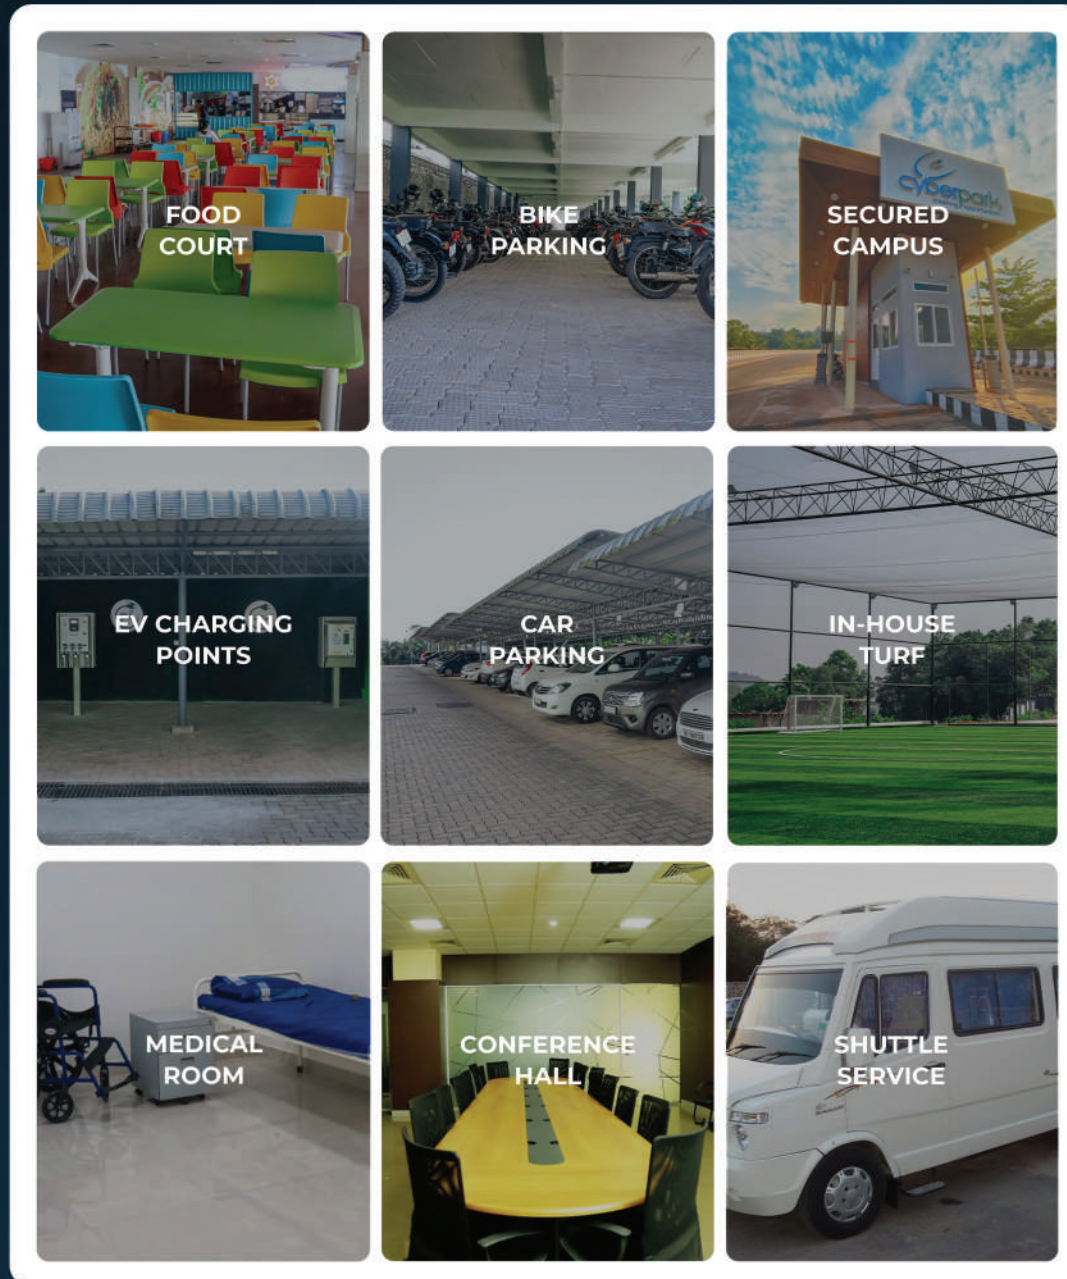 FOOD
COURT
BIKE
PARKING
cyberpark
SECURED
CAMPUS
EV CHARGING
POINTS
CAR
PARKING
IN-HOUSE
TURF
MEDICAL
ROOM
CONFERENCE
HALL
SHUTTLE
SERVICE